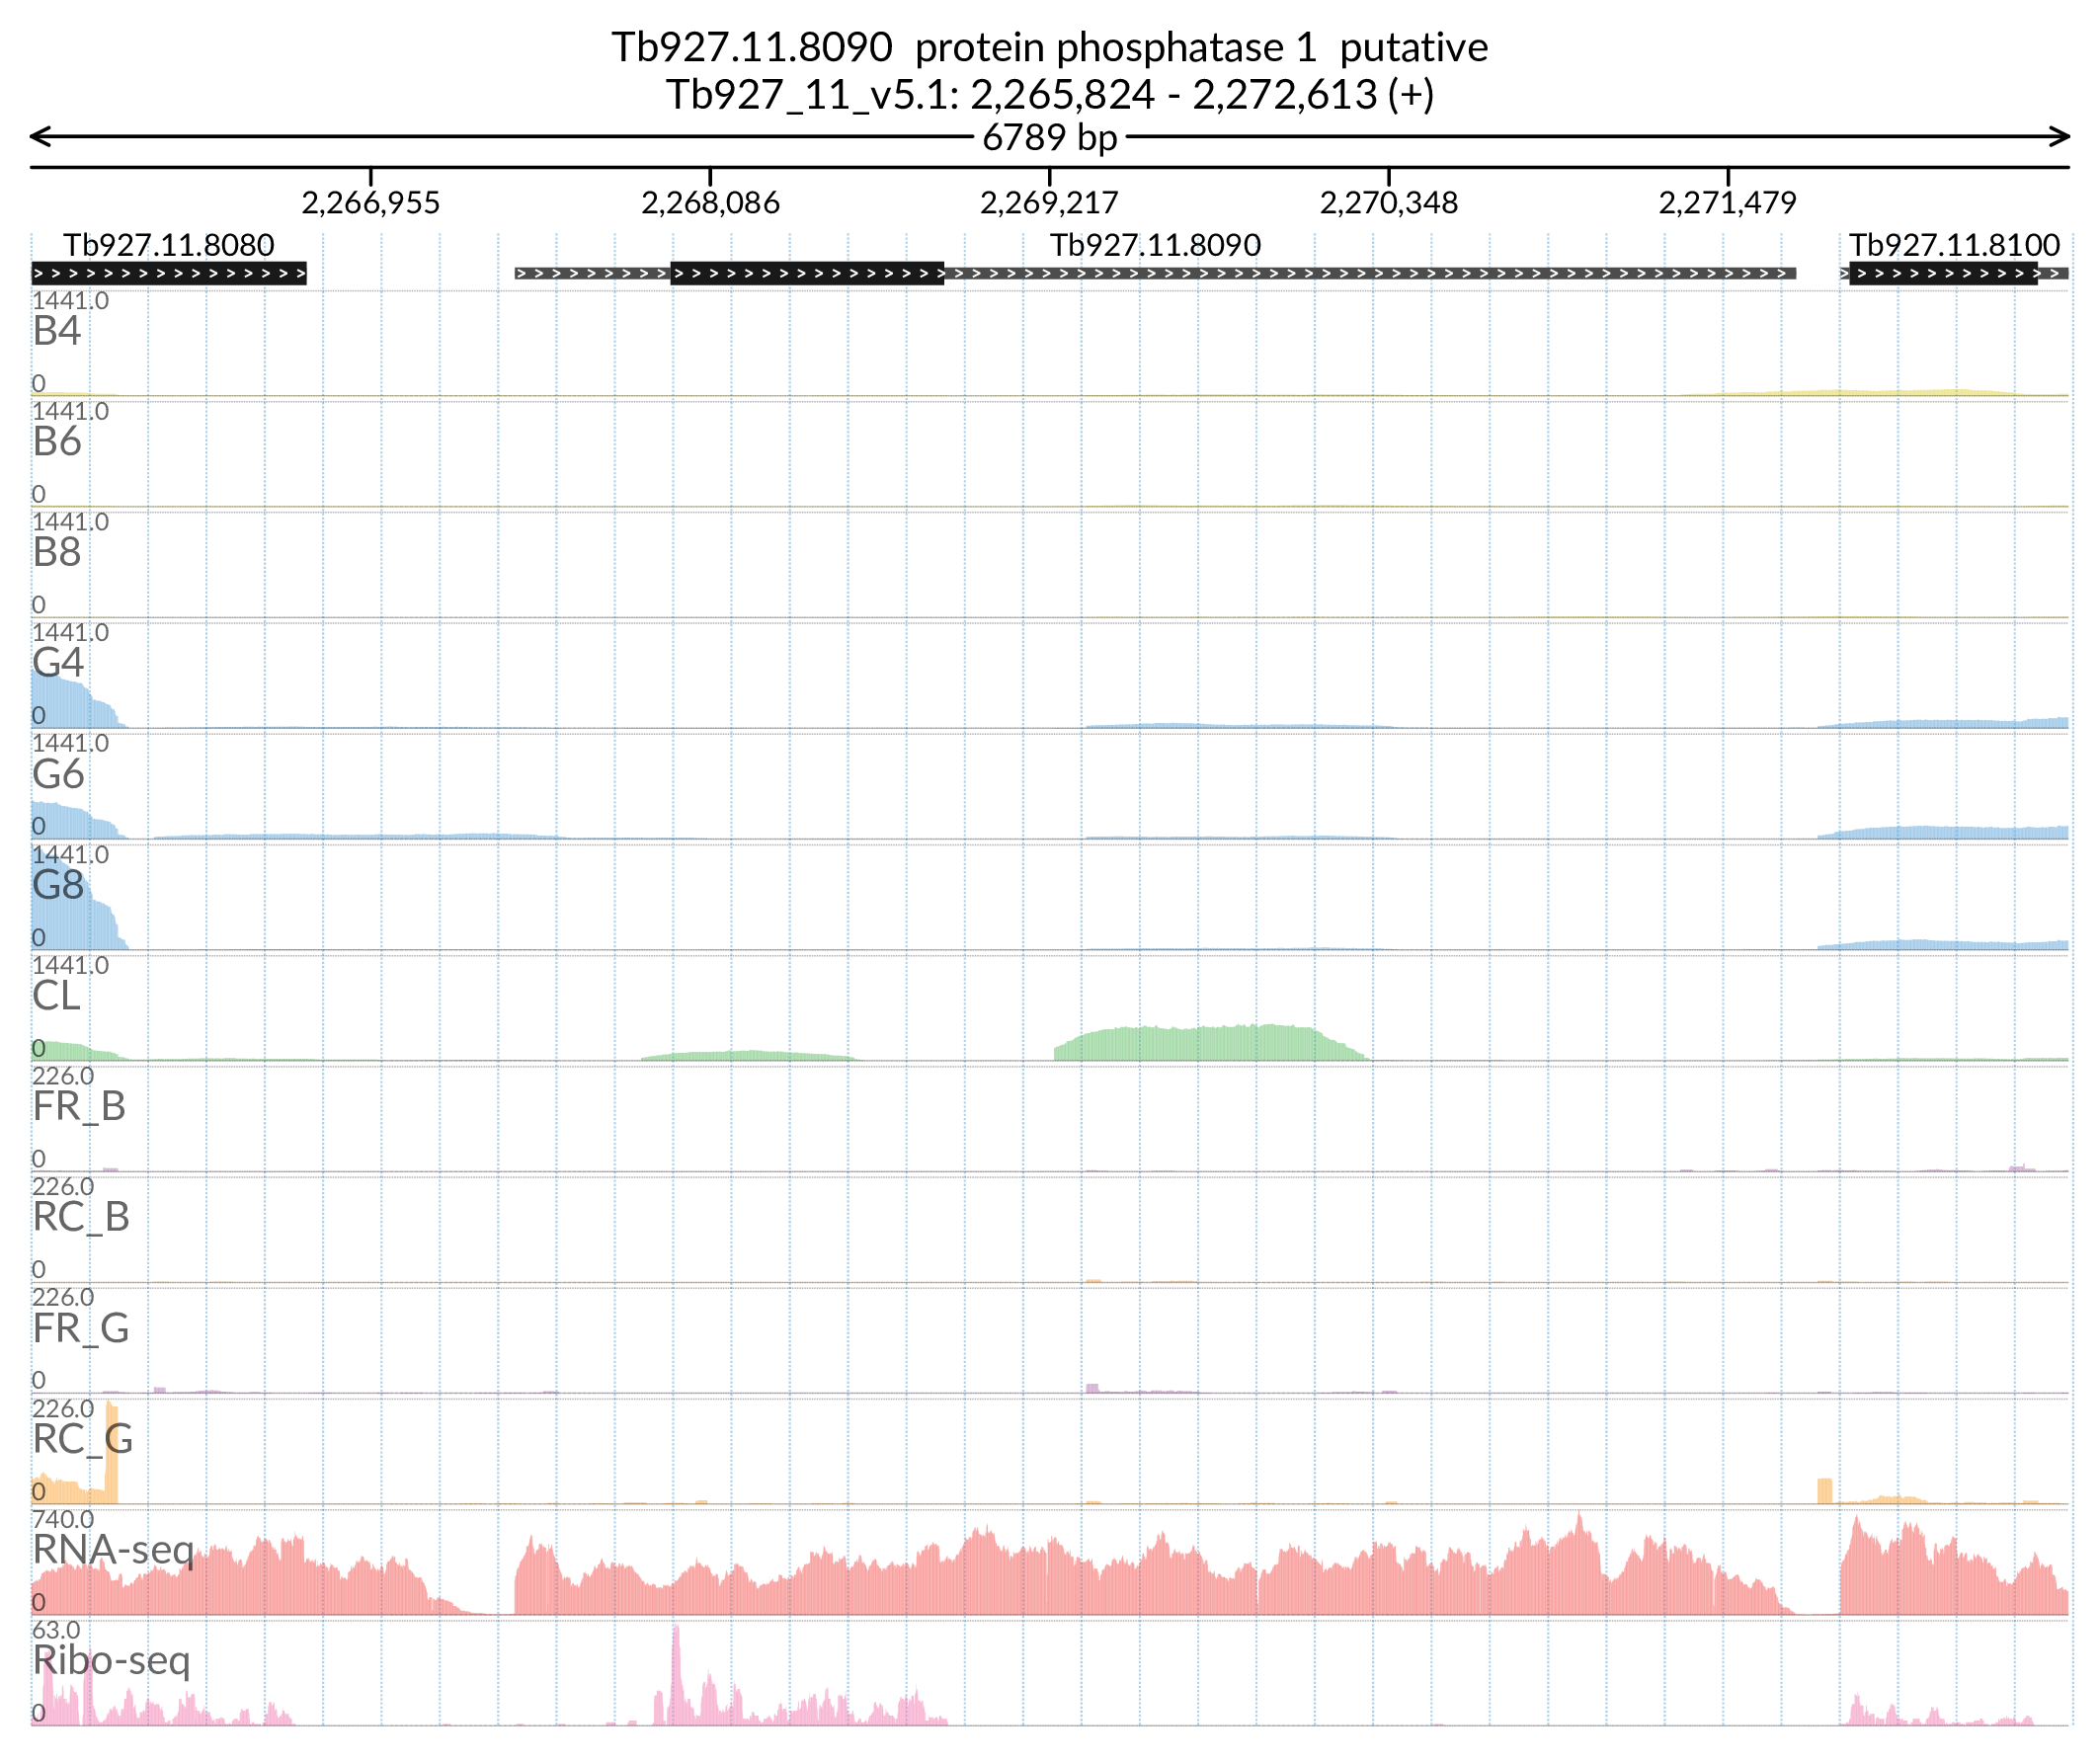 Tb927.11.8090 protein phosphatase 1 putative
Tb927_11_v5.1: 2,265,824 - 2,272,613 (+)
6789 bp
2,266,955 2,268,086 2,269,217 2,270,348 2,271,479
Tb927.11.8080 Tb927.11.8090 Tb927.11.8100
1441.0
B4
0
1441.0
B6
0
1441.0
B8
0
1441.0
G4
0
1441.0
G6
0
1441.0
G8
0
1441.0
CL
0
226.0
FR_B
0
226.0
RC_B
0
226.0
FR_G
0
226.0
RC_G
0
740.0
RNA-seq
0
63.0
Ribo-seq
0